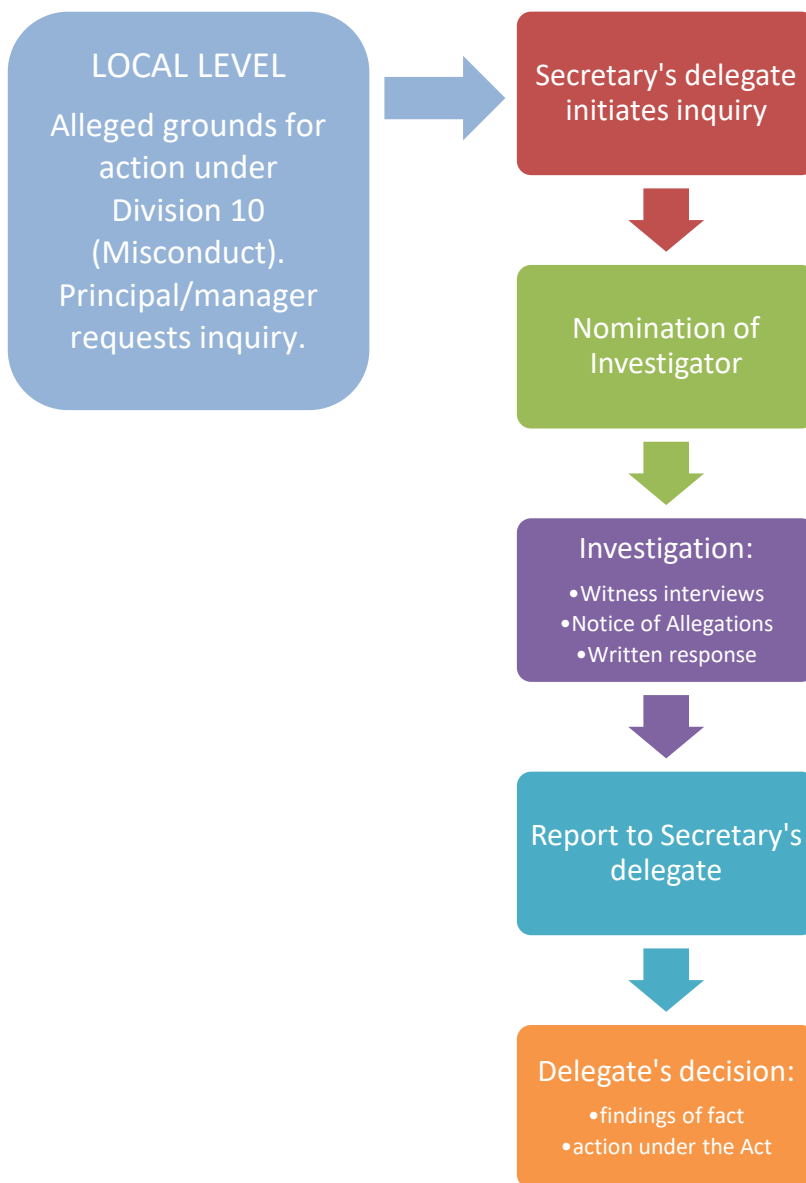 LOCAL LEVEL
Alleged grounds for
action under
Division 10
(Misconduct).
Principal/manager
requests inquiry.
Secretary's delegate
initiates inquiry
Nomination of
Investigator
Investigation:
•Witness interviews
•Notice of Allegations
•Written response
Report to Secretary's
delegate
Delegate's decision:
•findings of fact
•action under the Act